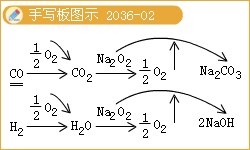 手写板图示 2036-02
1/2 O₂ Na₂O₂
CO CO₂ 1/2 O₂ Na₂CO₃
1/2 O₂ Na₂O₂
H₂ H₂O 1/2 O₂ 2NaOH